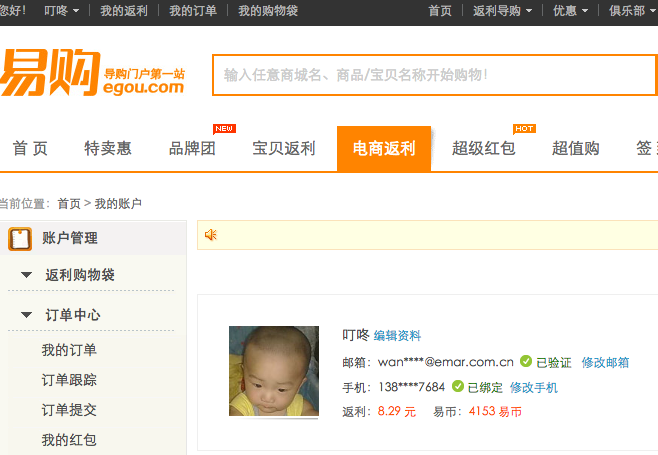 您好! 叮咚 我的返利 我的订单 我的购物袋 首页 返利导购 优惠 俱乐部
易购 导购门户第一站
egou.com
输入任意商城名、商品/宝贝名称开始购物!
NEW HOT
首页 特卖惠 品牌团 宝贝返利 电商返利 超级红包 超值购 签
当前位置: 首页 > 我的账户
账户管理
返利购物袋
订单中心
我的订单
订单跟踪
订单提交
我的红包
叮咚 编辑资料
邮箱: wan****@emar.com.cn 已验证 修改邮箱
手机: 138****7684 已绑定 修改手机
返利: 8.29 元 易币: 4153 易币